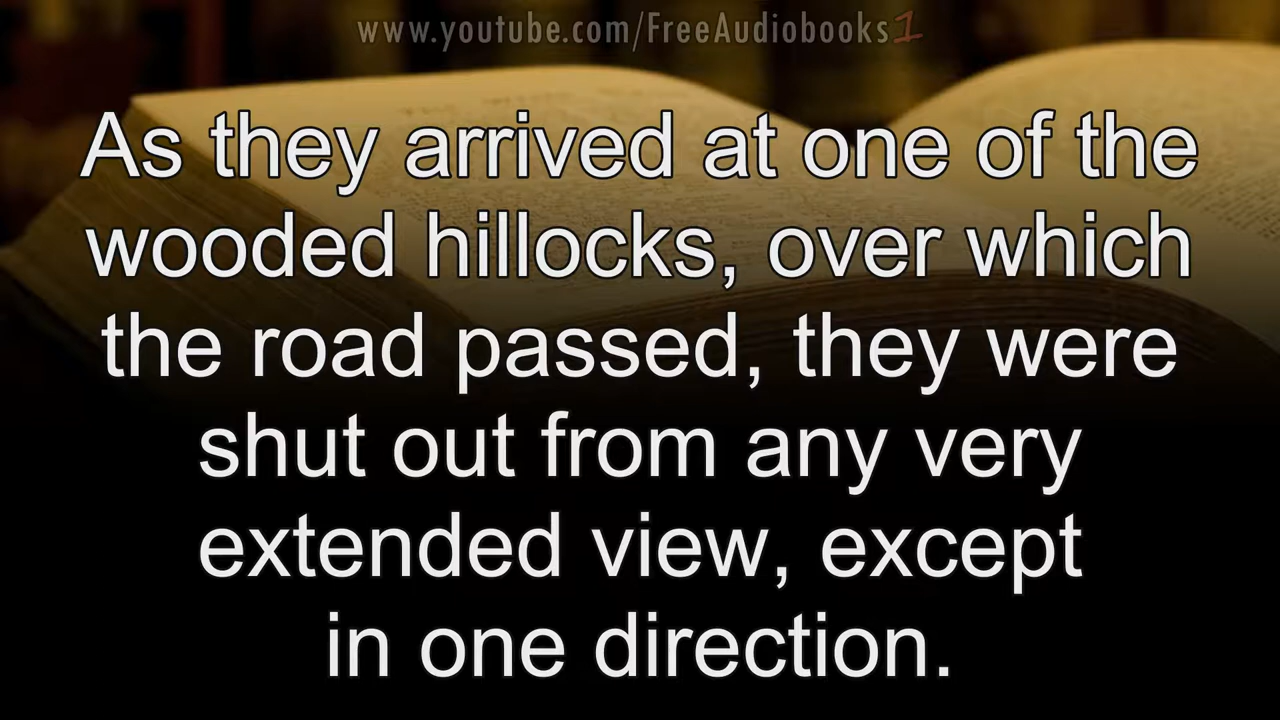 www.youtube.com/FreeAudiobooks1
As they arrived at one of the
wooded hillocks, over which
the road passed, they were
shut out from any very
extended view, except
in one direction.